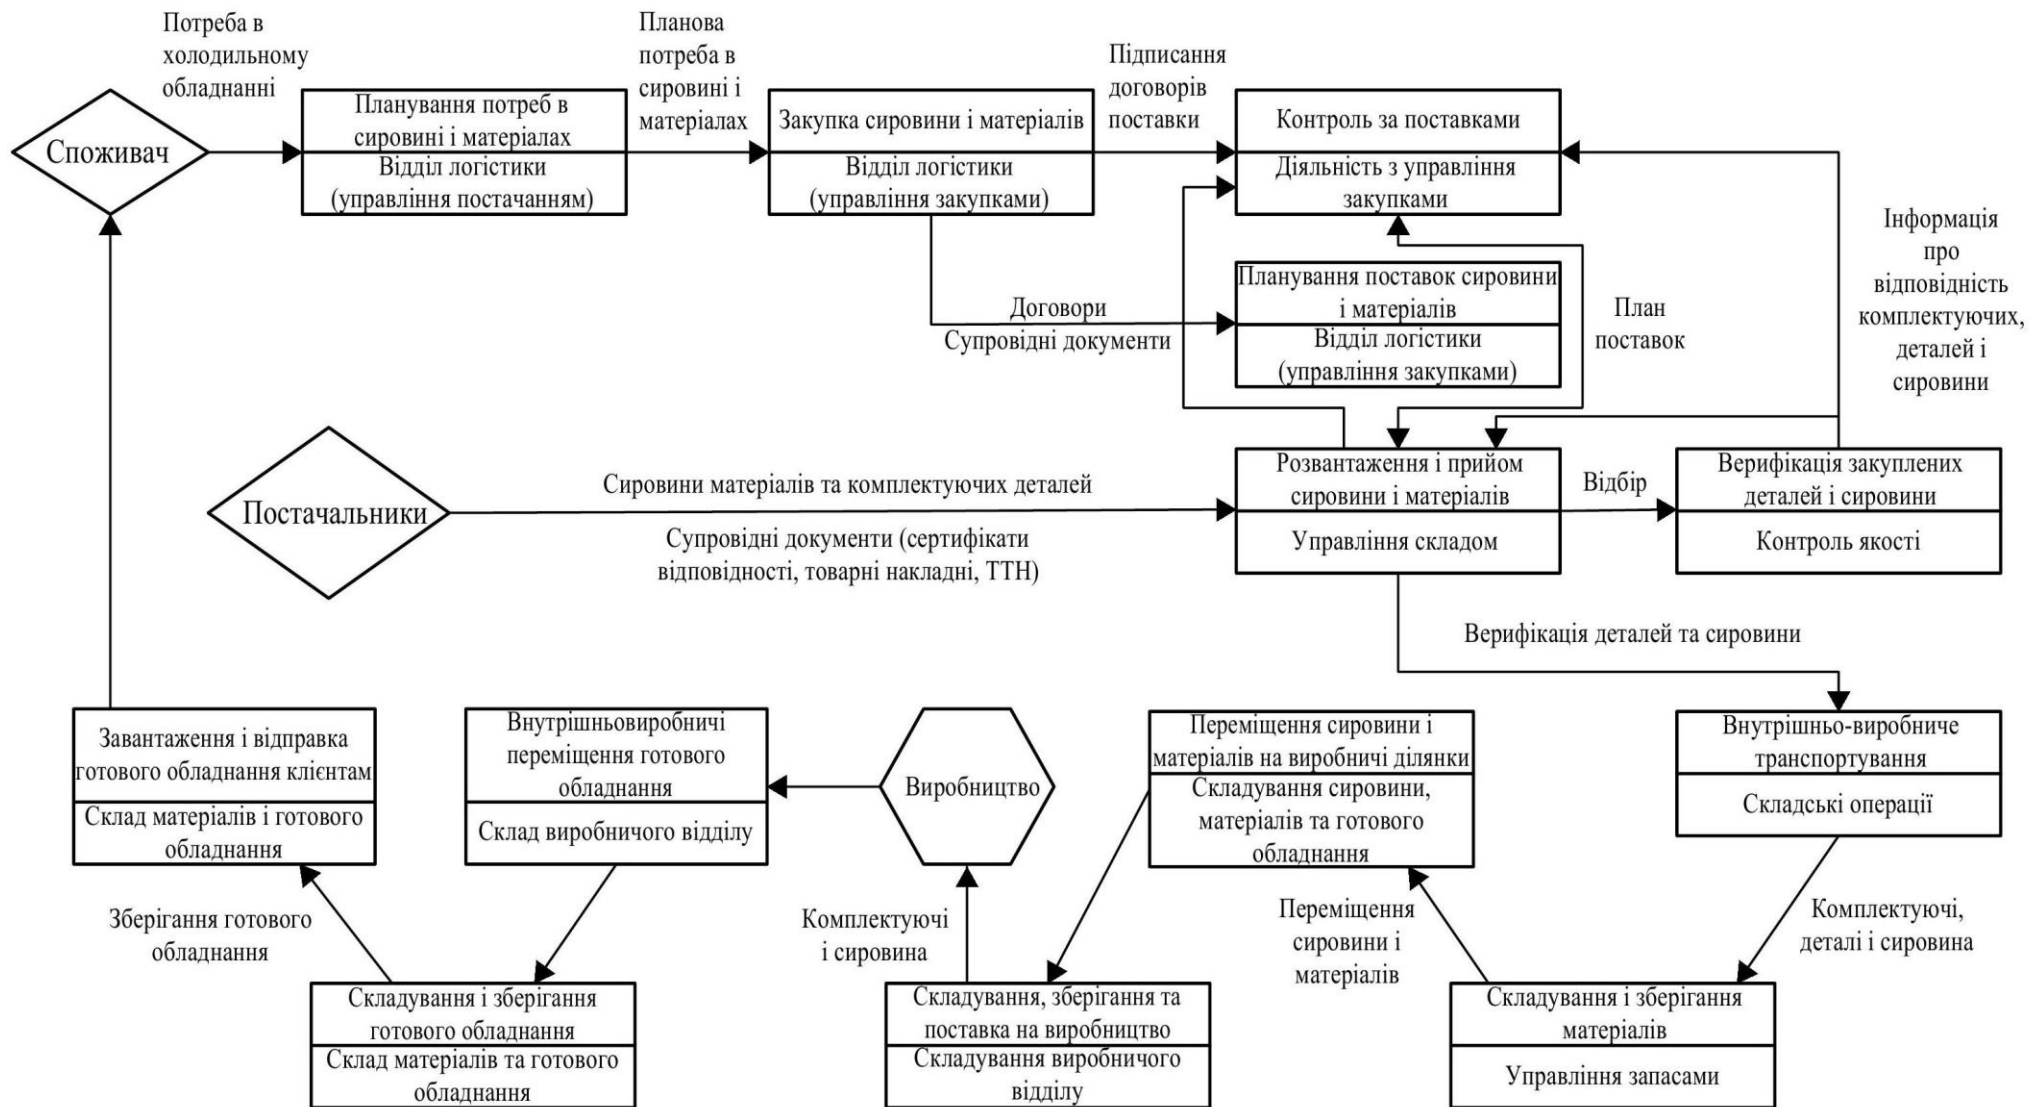 Потреба в
холодильному
обладнанні
Планова
потреба в
сировині і
матеріалах
Підписання
договорів
поставки
Споживач
Планування потреб в
сировині і матеріалах
Відділ логістики
(управління постачанням)
Закупка сировини і матеріалів
Відділ логістики
(управління закупками)
Контроль за поставками
Діяльність з управління
закупками
Інформація
про
відповідність
комплектуючих,
деталей і
сировини
Договори
Супровідні документи
Планування поставок сировини
і матеріалів
Відділ логістики
(управління закупками)
План
поставок
Постачальники
Сировини матеріалів та комплектуючих деталей
Супровідні документи (сертифікати
відповідності, товарні накладні, ТТН)
Розвантаження і прийом
сировини і матеріалів
Управління складом
Відбір
Верифікація закуплених
деталей і сировини
Контроль якості
Верифікація деталей та сировини
Завантаження і відправка
готового обладнання клієнтам
Склад матеріалів і готового
обладнання
Внутрішньовиробничі
переміщення готового
обладнання
Склад виробничого відділу
Виробництво
Переміщення сировини і
матеріалів на виробничі ділянки
Складування сировини,
матеріалів та готового
обладнання
Внутрішньо-виробниче
транспортування
Складські операції
Зберігання готового
обладнання
Комплектуючі
і сировина
Переміщення
сировини і
матеріалів
Комплектуючі,
деталі і сировина
Складування і зберігання
готового обладнання
Склад матеріалів та готового
обладнання
Складування, зберігання та
поставка на виробництво
Складування виробничого
відділу
Складування і зберігання
матеріалів
Управління запасами